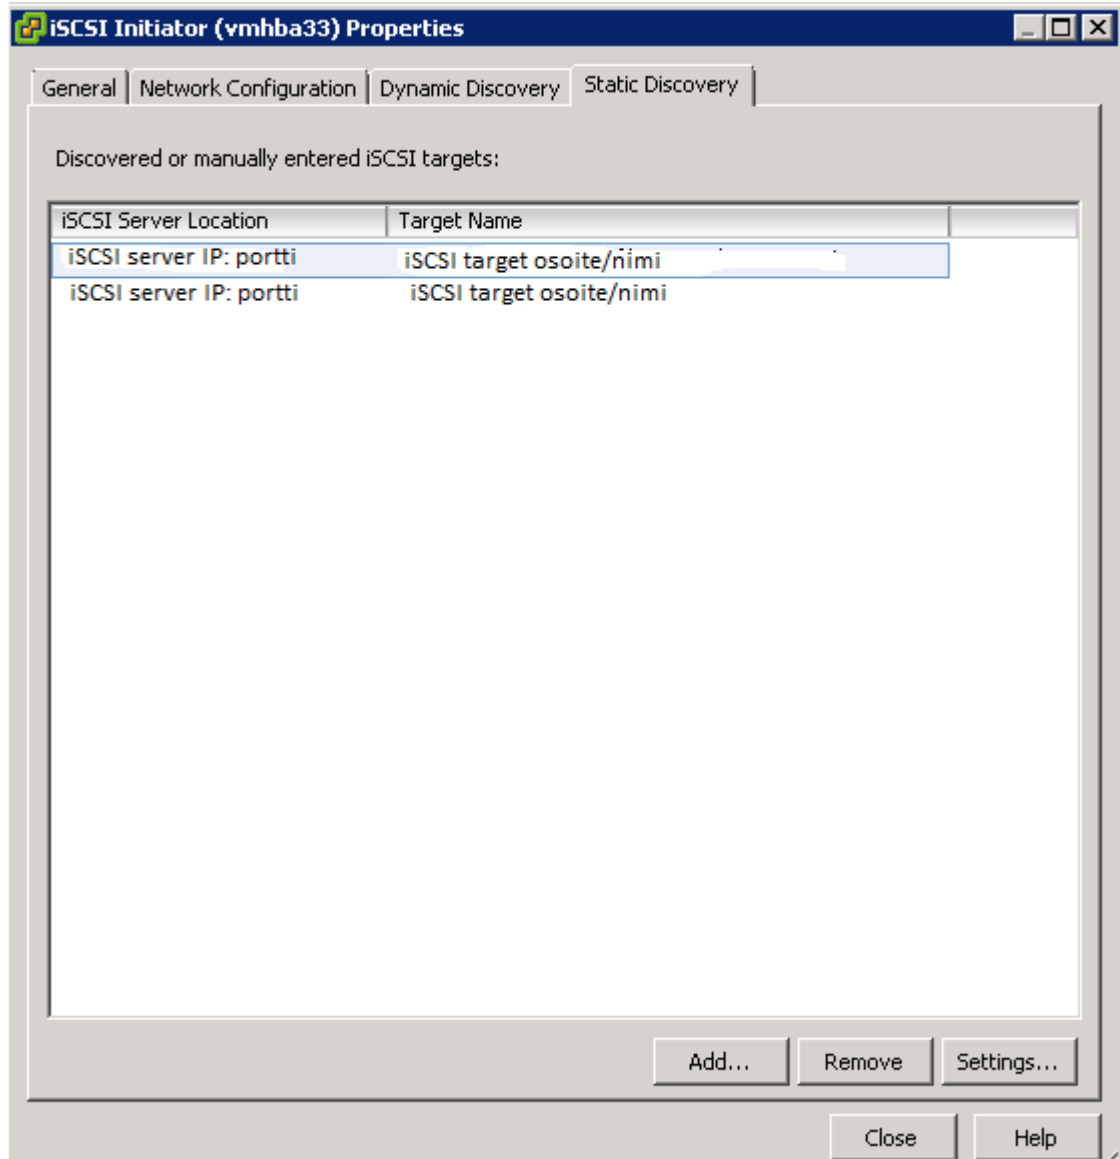 iSCSI Initiator (vmhba33) Properties
General Network Configuration Dynamic Discovery Static Discovery
Discovered or manually entered iSCSI targets:
iSCSI Server Location Target Name
iSCSI server IP: portti iSCSI target osoite/nimi
iSCSI server IP: portti iSCSI target osoite/nimi
Add... Remove Settings...
Close Help